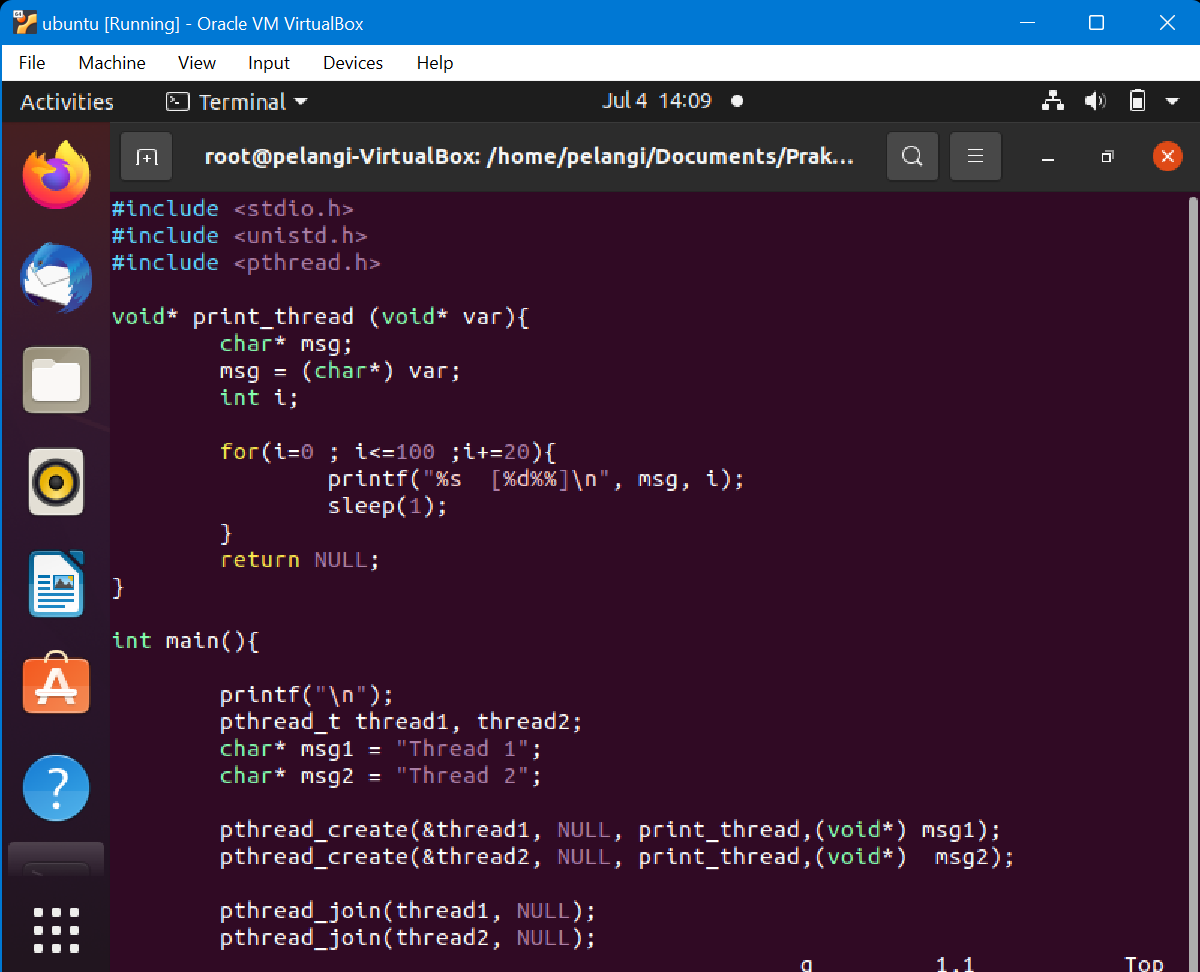 ubuntu [Running] - Oracle VM VirtualBox
File Machine View Input Devices Help
Activities Terminal Jul 4 14:09
root@pelangi-VirtualBox: /home/pelangi/Documents/Prak...
#include <stdio.h>
#include <unistd.h>
#include <pthread.h>

void* print_thread (void* var){
        char* msg;
        msg = (char*) var;
        int i;

        for(i=0 ; i<=100 ;i+=20){
                printf("%s  [%d%%]\n", msg, i);
                sleep(1);
        }
        return NULL;
}

int main(){

        printf("\n");
        pthread_t thread1, thread2;
        char* msg1 = "Thread 1";
        char* msg2 = "Thread 2";

        pthread_create(&thread1, NULL, print_thread,(void*) msg1);
        pthread_create(&thread2, NULL, print_thread,(void*)  msg2);

        pthread_join(thread1, NULL);
        pthread_join(thread2, NULL);
g 1,1 Top